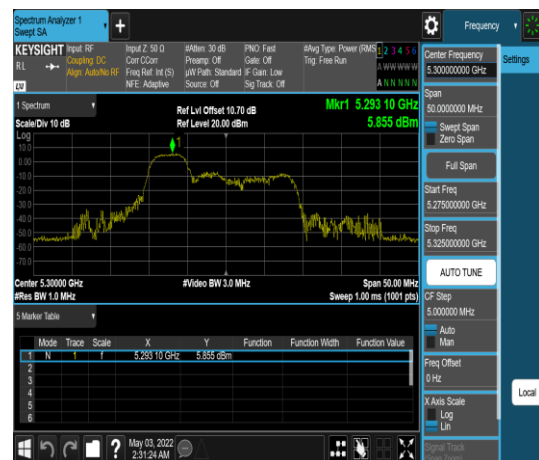 Spectrum Analyzer 1
Swept SA
+
Frequency
KEYSIGHT
RL
LXI
Input: RF
Coupling: DC
Align: Auto/No RF
Input Z: 50 Ω
Corr CCorr
Freq Ref: Int (S)
NFE: Adaptive
#Atten: 30 dB
Preamp: Off
µW Path: Standard
Source: Off
PNO: Fast
Gate: Off
IF Gain: Low
Sig Track: Off
#Avg Type: Power (RMS
Trig: Free Run
1 2 3 4 5 6
A W W W W W
A N N N N N
1 Spectrum
Scale/Div 10 dB
Ref Lvl Offset 10.70 dB
Ref Level 20.00 dBm
Mkr1 5.293 10 GHz
5.855 dBm
Log
10.0
0.00
-10.0
-20.0
-30.0
-40.0
-50.0
-60.0
-70.0
1
Center 5.30000 GHz
#Res BW 1.0 MHz
#Video BW 3.0 MHz
Span 50.00 MHz
Sweep 1.00 ms (1001 pts)
5 Marker Table
Mode Trace Scale X Y Function Function Width Function Value
1 N 1 f 5.293 10 GHz 5.855 dBm
2
3
4
5
6
May 03, 2022
2:31:24 AM
Center Frequency
5.300000000 GHz
Span
50.0000000 MHz
Swept Span
Zero Span
Full Span
Start Freq
5.275000000 GHz
Stop Freq
5.325000000 GHz
AUTO TUNE
CF Step
5.000000 MHz
Auto
Man
Freq Offset
0 Hz
X Axis Scale
Log
Lin
Signal Track
(Span Zoom)
Settings
Local